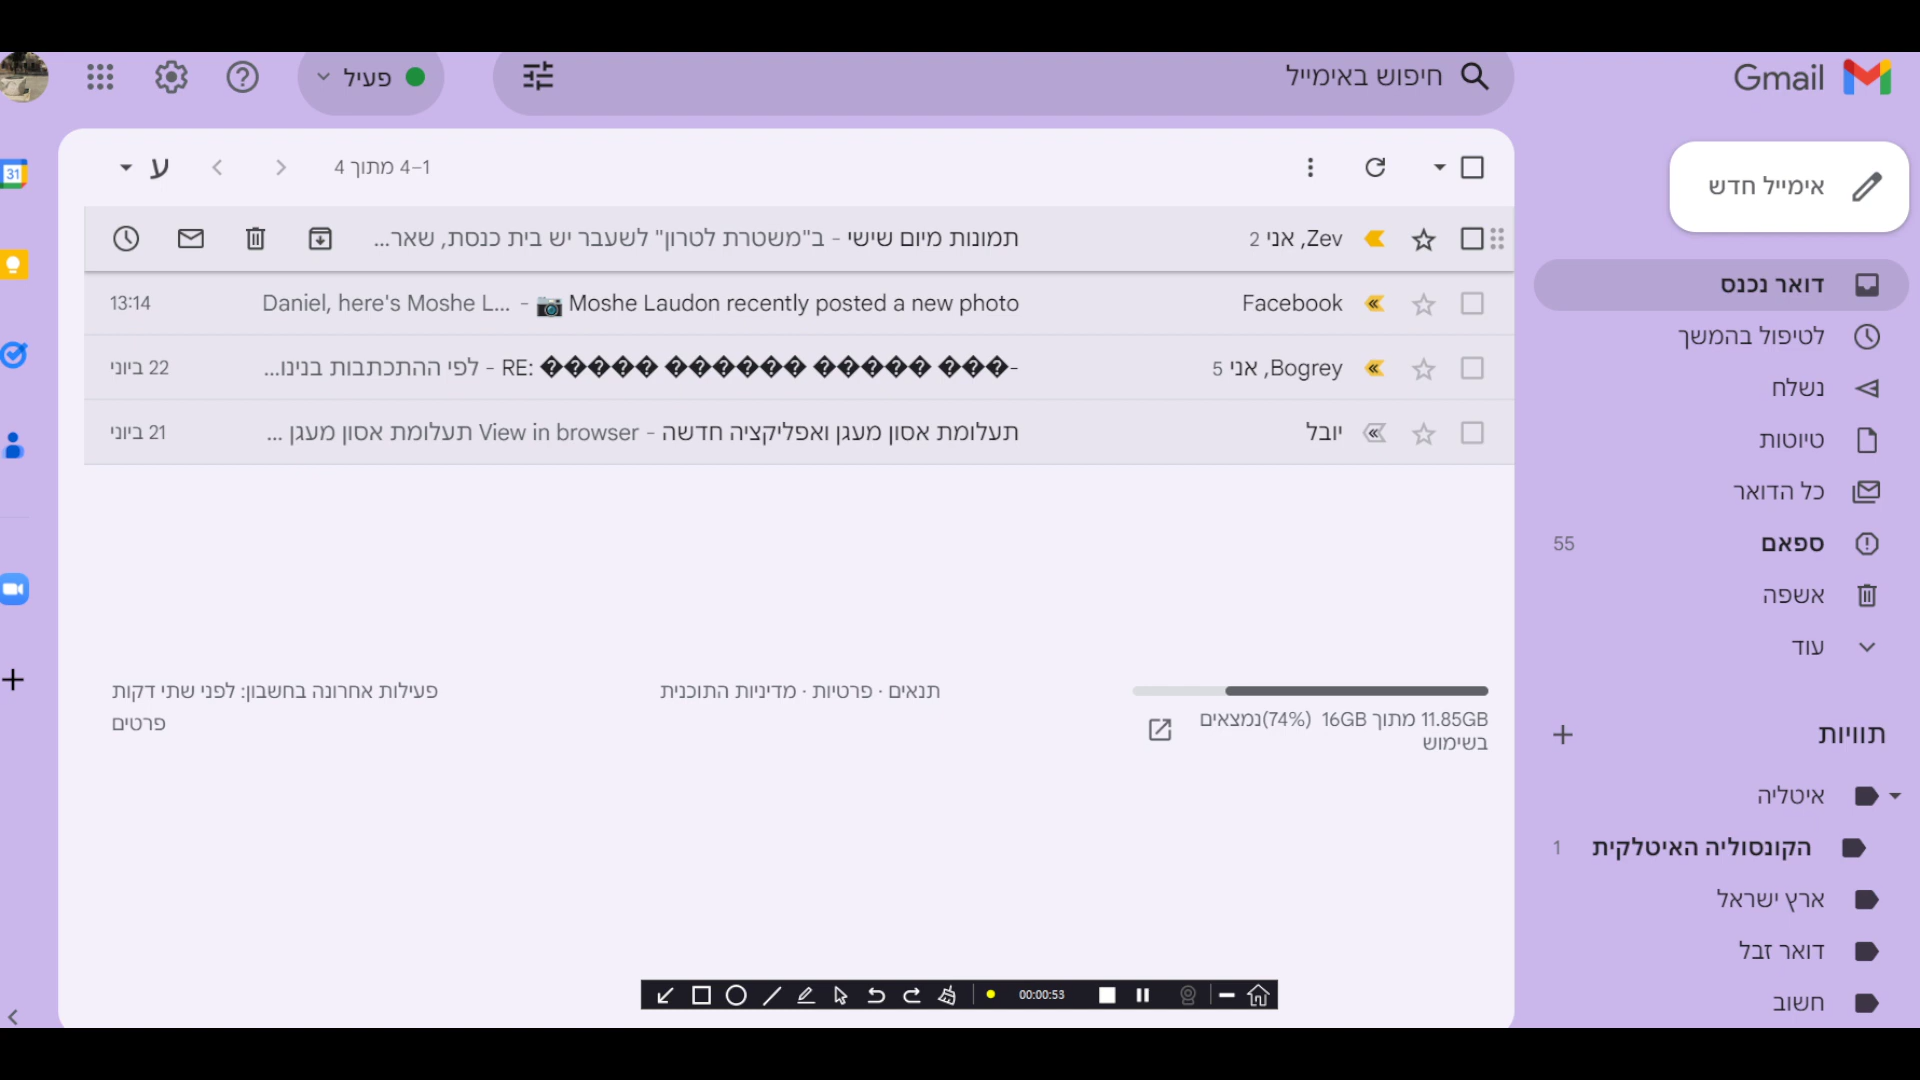 Gmail
חיפוש באימייל
פעיל
אימייל חדש
דואר נכנס
לטיפול בהמשך
נשלח
טיוטות
כל הדואר
ספאם 55
אשפה
עוד
תוויות
איטליה
הקונסוליה האיטלקית 1
ארץ ישראל
דואר זבל
חשוב
1–4 מתוך 4
ע
Zev, אני 2 תמונות מיום שישי - ב"משטרת לטרון" לשעבר יש בית כנסת, שאר...
Facebook Moshe Laudon recently posted a new photo - Daniel, here's Moshe L... 13:14
Bogrey, אני 5 RE: ����� ������ ����� ���- - לפי ההתכתבות בנינו... 22 ביוני
יובל תעלומת אסון מעגן ואפליקציה חדשה - View in browser תעלומת אסון מעגן ... 21 ביוני
11.85GB מתוך 16GB (74%)נמצאים
בשימוש
תנאים · פרטיות · מדיניות התוכנית
פעילות אחרונה בחשבון: לפני שתי דקות
פרטים
31
00:00:53